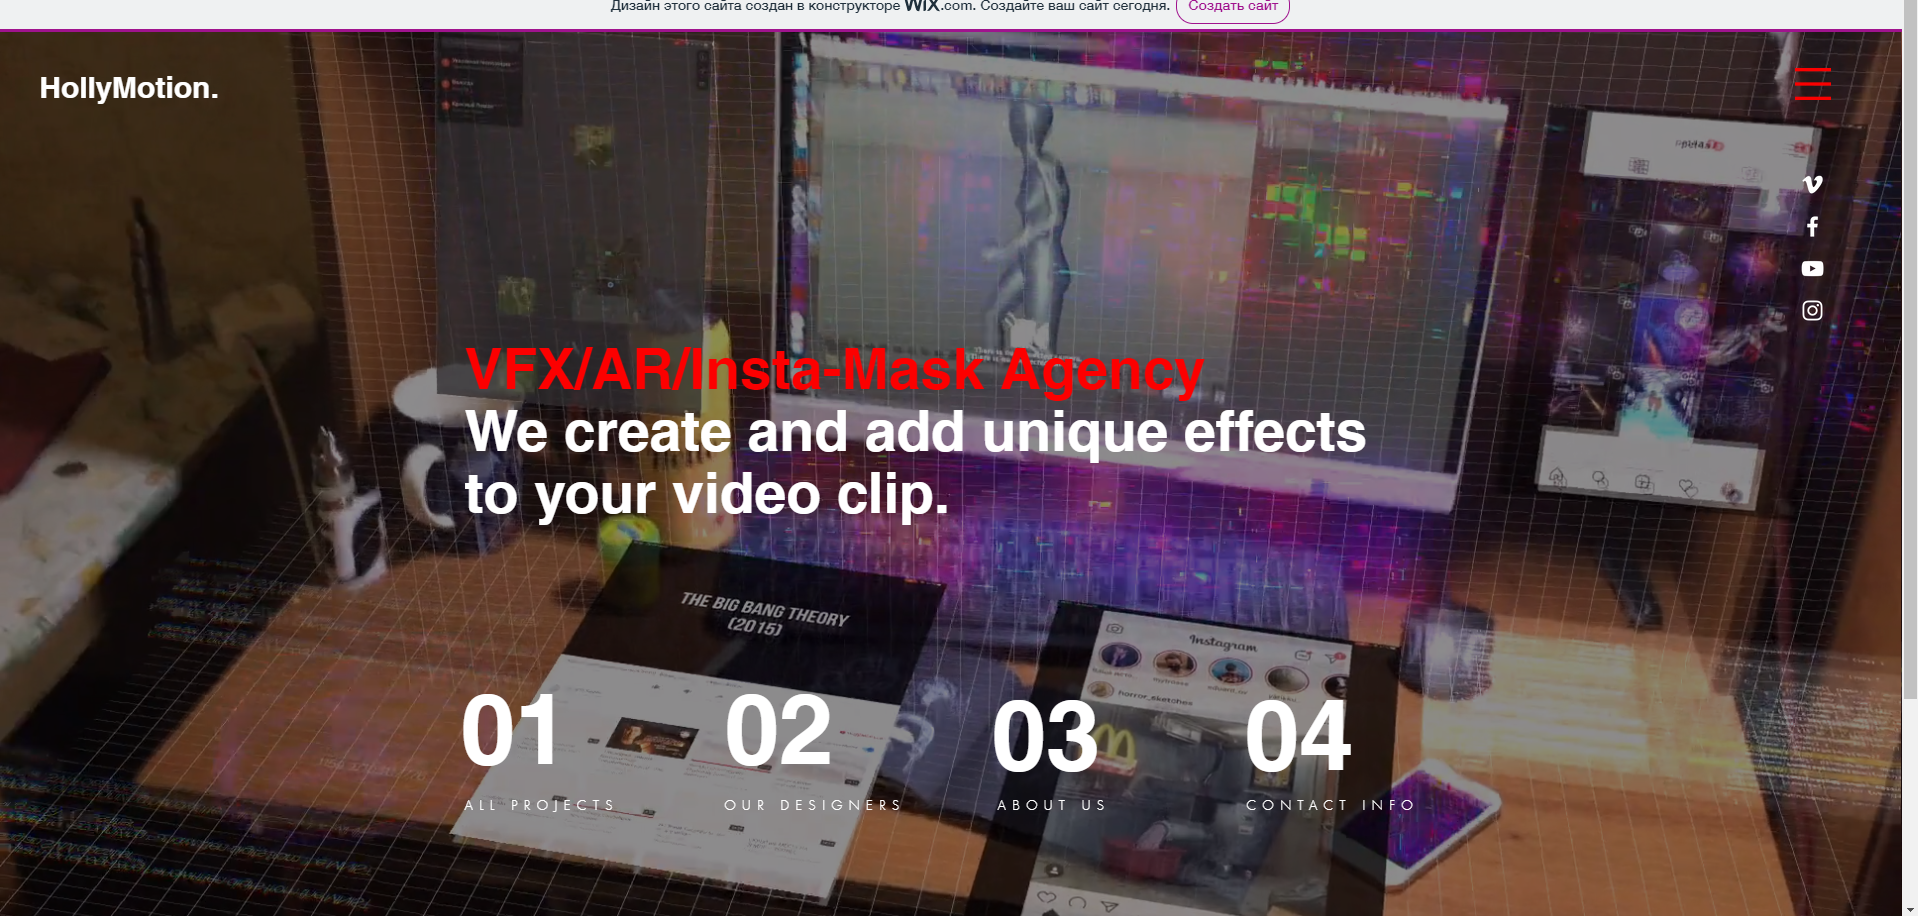 Дизайн этого сайта создан в конструкторе WiX.com. Создайте ваш сайт сегодня. Создать сайт
HollyMotion.
VFX/AR/Insta-Mask Agency
We create and add unique effects
to your video clip.
THE BIG BANG THEORY
(2015)
Instagram
horror_sketches
01
02
03
04
ALL PROJECTS
OUR DESIGNERS
ABOUT US
CONTACT INFO